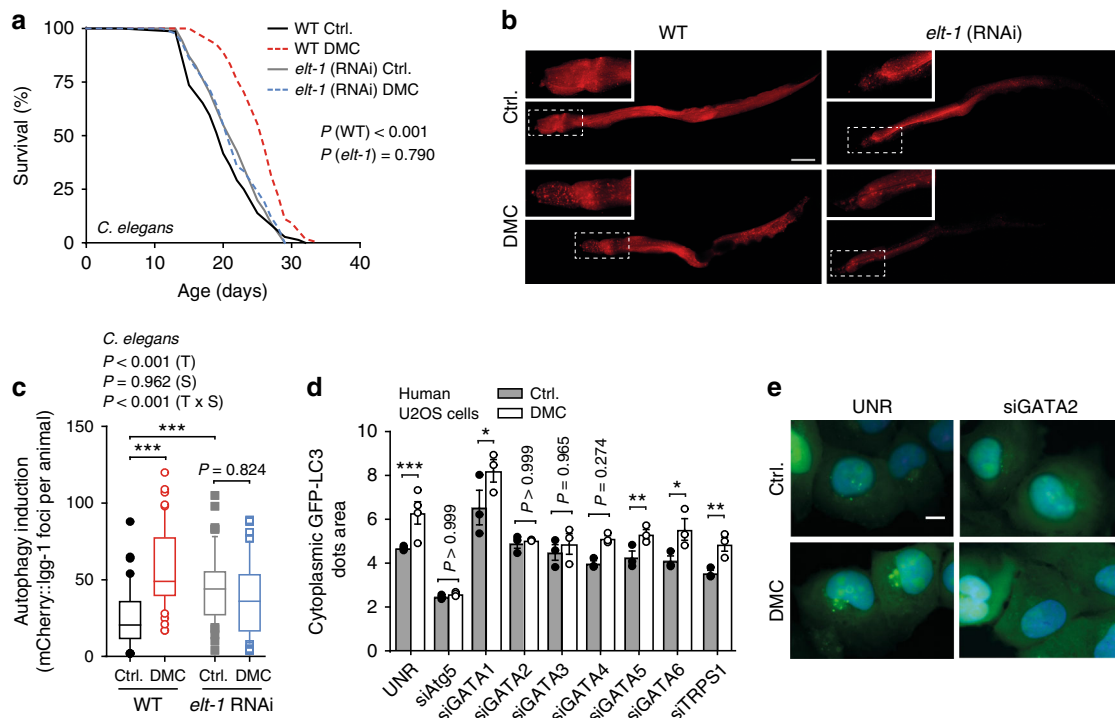 a
100
75
50
25
0
Survival (%)
WT Ctrl.
WT DMC
elt-1 (RNAi) Ctrl.
elt-1 (RNAi) DMC
P (WT) < 0.001
P (elt-1) = 0.790
C. elegans
0 10 20 30 40
Age (days)
b
WT elt-1 (RNAi)
Ctrl.
DMC
c
C. elegans
P < 0.001 (T)
P = 0.962 (S)
P < 0.001 (T x S)
***
***
P = 0.824
150
100
50
0
Autophagy induction
(mCherry::lgg-1 foci per animal)
Ctrl. DMC Ctrl. DMC
WT elt-1 RNAi
d
Human
U2OS cells
Ctrl.
DMC
10
8
6
4
2
0
Cytoplasmic GFP-LC3
dots area
***
P > 0.999
*
P > 0.999
P = 0.965
P = 0.274
**
*
**
UNR
siAtg5
siGATA1
siGATA2
siGATA3
siGATA4
siGATA5
siGATA6
siTRPS1
e
UNR siGATA2
Ctrl.
DMC